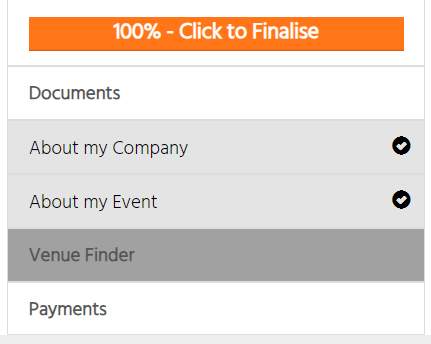 100% - Click to Finalise
Documents
About my Company
About my Event
Venue Finder
Payments